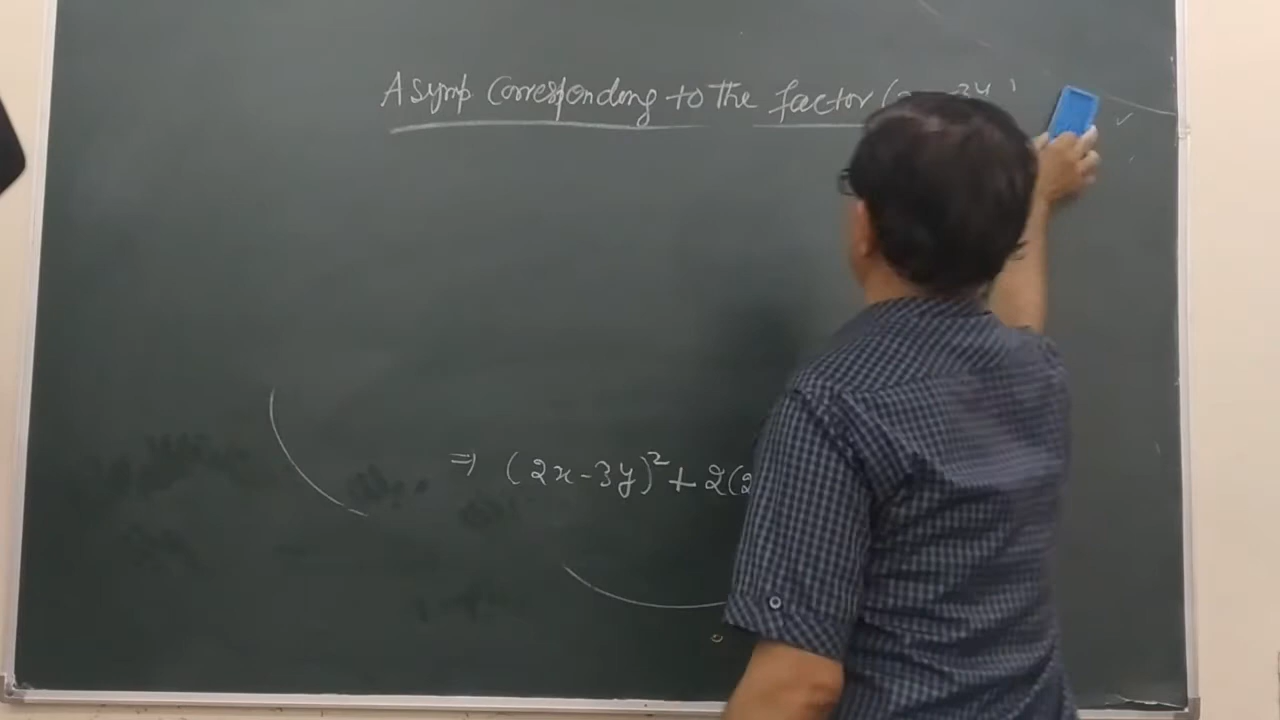 Asymp Corresponding to the factor (
⇒ (2x-3y)²+2(2